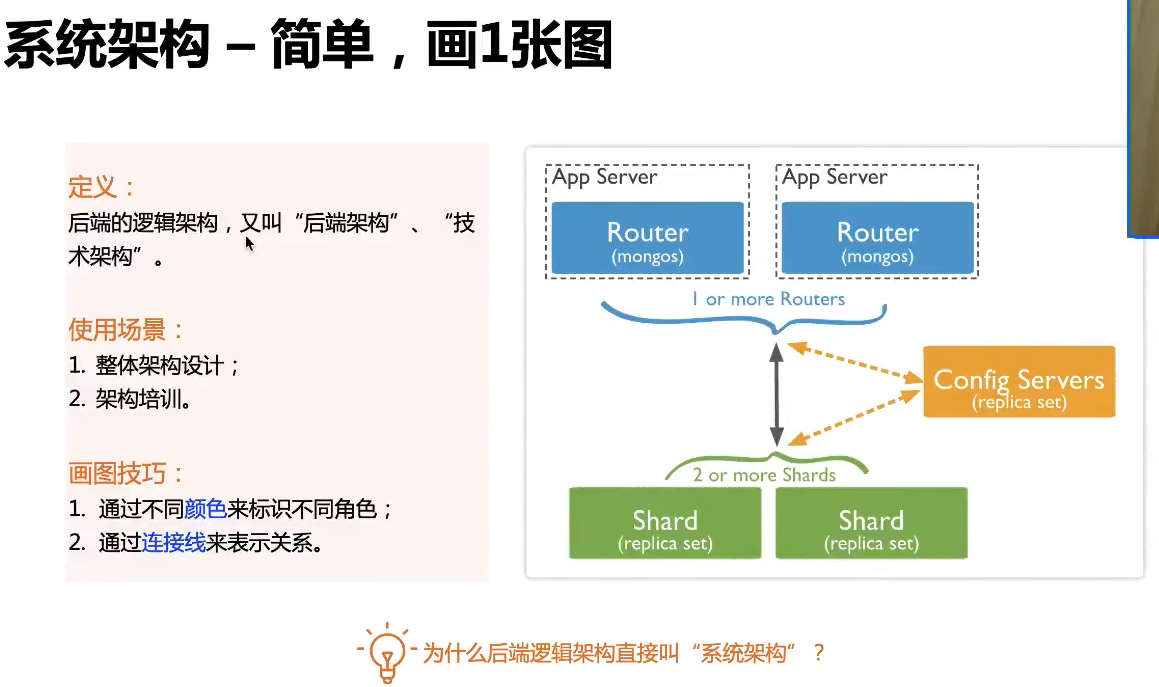 系统架构 – 简单，画1张图
定义：
后端的逻辑架构，又叫“后端架构”、“技
术架构”。
使用场景：
1. 整体架构设计；
2. 架构培训。
画图技巧：
1. 通过不同颜色来标识不同角色；
2. 通过连接线来表示关系。
App Server
Router
(mongos)
App Server
Router
(mongos)
1 or more Routers
Config Servers
(replica set)
2 or more Shards
Shard
(replica set)
Shard
(replica set)
为什么后端逻辑架构直接叫“系统架构”？